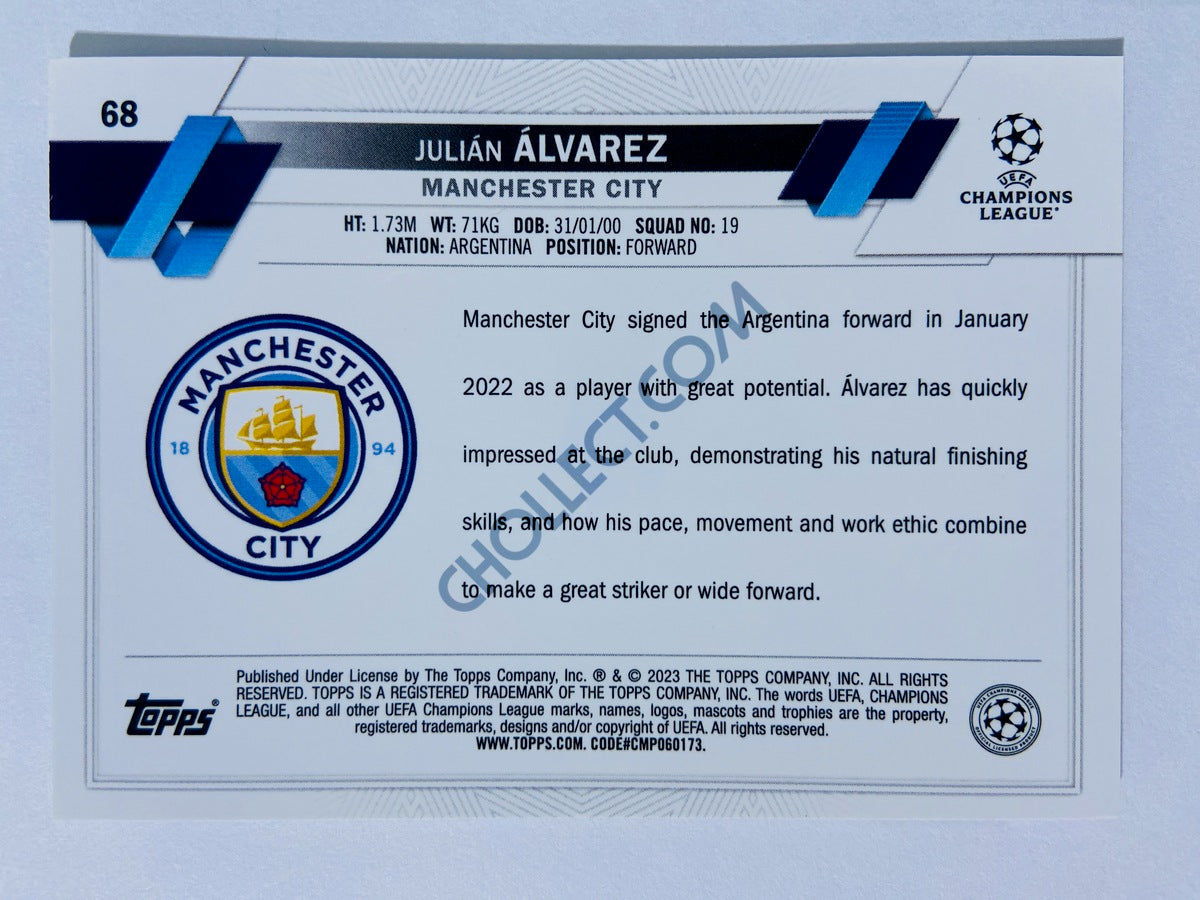 68
JULIÁN ÁLVAREZ
MANCHESTER CITY
HT: 1.73M WT: 71KG DOB: 31/01/00 SQUAD NO: 19
NATION: ARGENTINA POSITION: FORWARD
UEFA
CHAMPIONS
LEAGUE®
MANCHESTER
18 94
CITY
Manchester City signed the Argentina forward in January
2022 as a player with great potential. Álvarez has quickly
impressed at the club, demonstrating his natural finishing
skills, and how his pace, movement and work ethic combine
to make a great striker or wide forward.
CHOLLECT.COM
topps®
Published Under License by The Topps Company, Inc. ® & © 2023 THE TOPPS COMPANY, INC. ALL RIGHTS
RESERVED. TOPPS IS A REGISTERED TRADEMARK OF THE TOPPS COMPANY, INC. The words UEFA, CHAMPIONS
LEAGUE, and all other UEFA Champions League marks, names, logos, mascots and trophies are the property,
registered trademarks, designs and/or copyright of UEFA. All rights reserved.
WWW.TOPPS.COM. CODE#CMP060173.
UEFA CHAMPIONS LEAGUE
OFFICIAL LICENSED PRODUCT